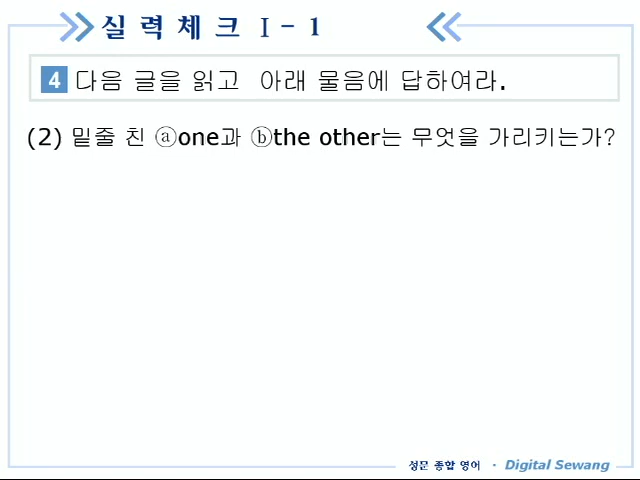 실력체크 I - 1
4 다음 글을 읽고 아래 물음에 답하여라.
(2) 밑줄 친 ⓐone과 ⓑthe other는 무엇을 가리키는가?
성문 종합 영어 · Digital Sewang